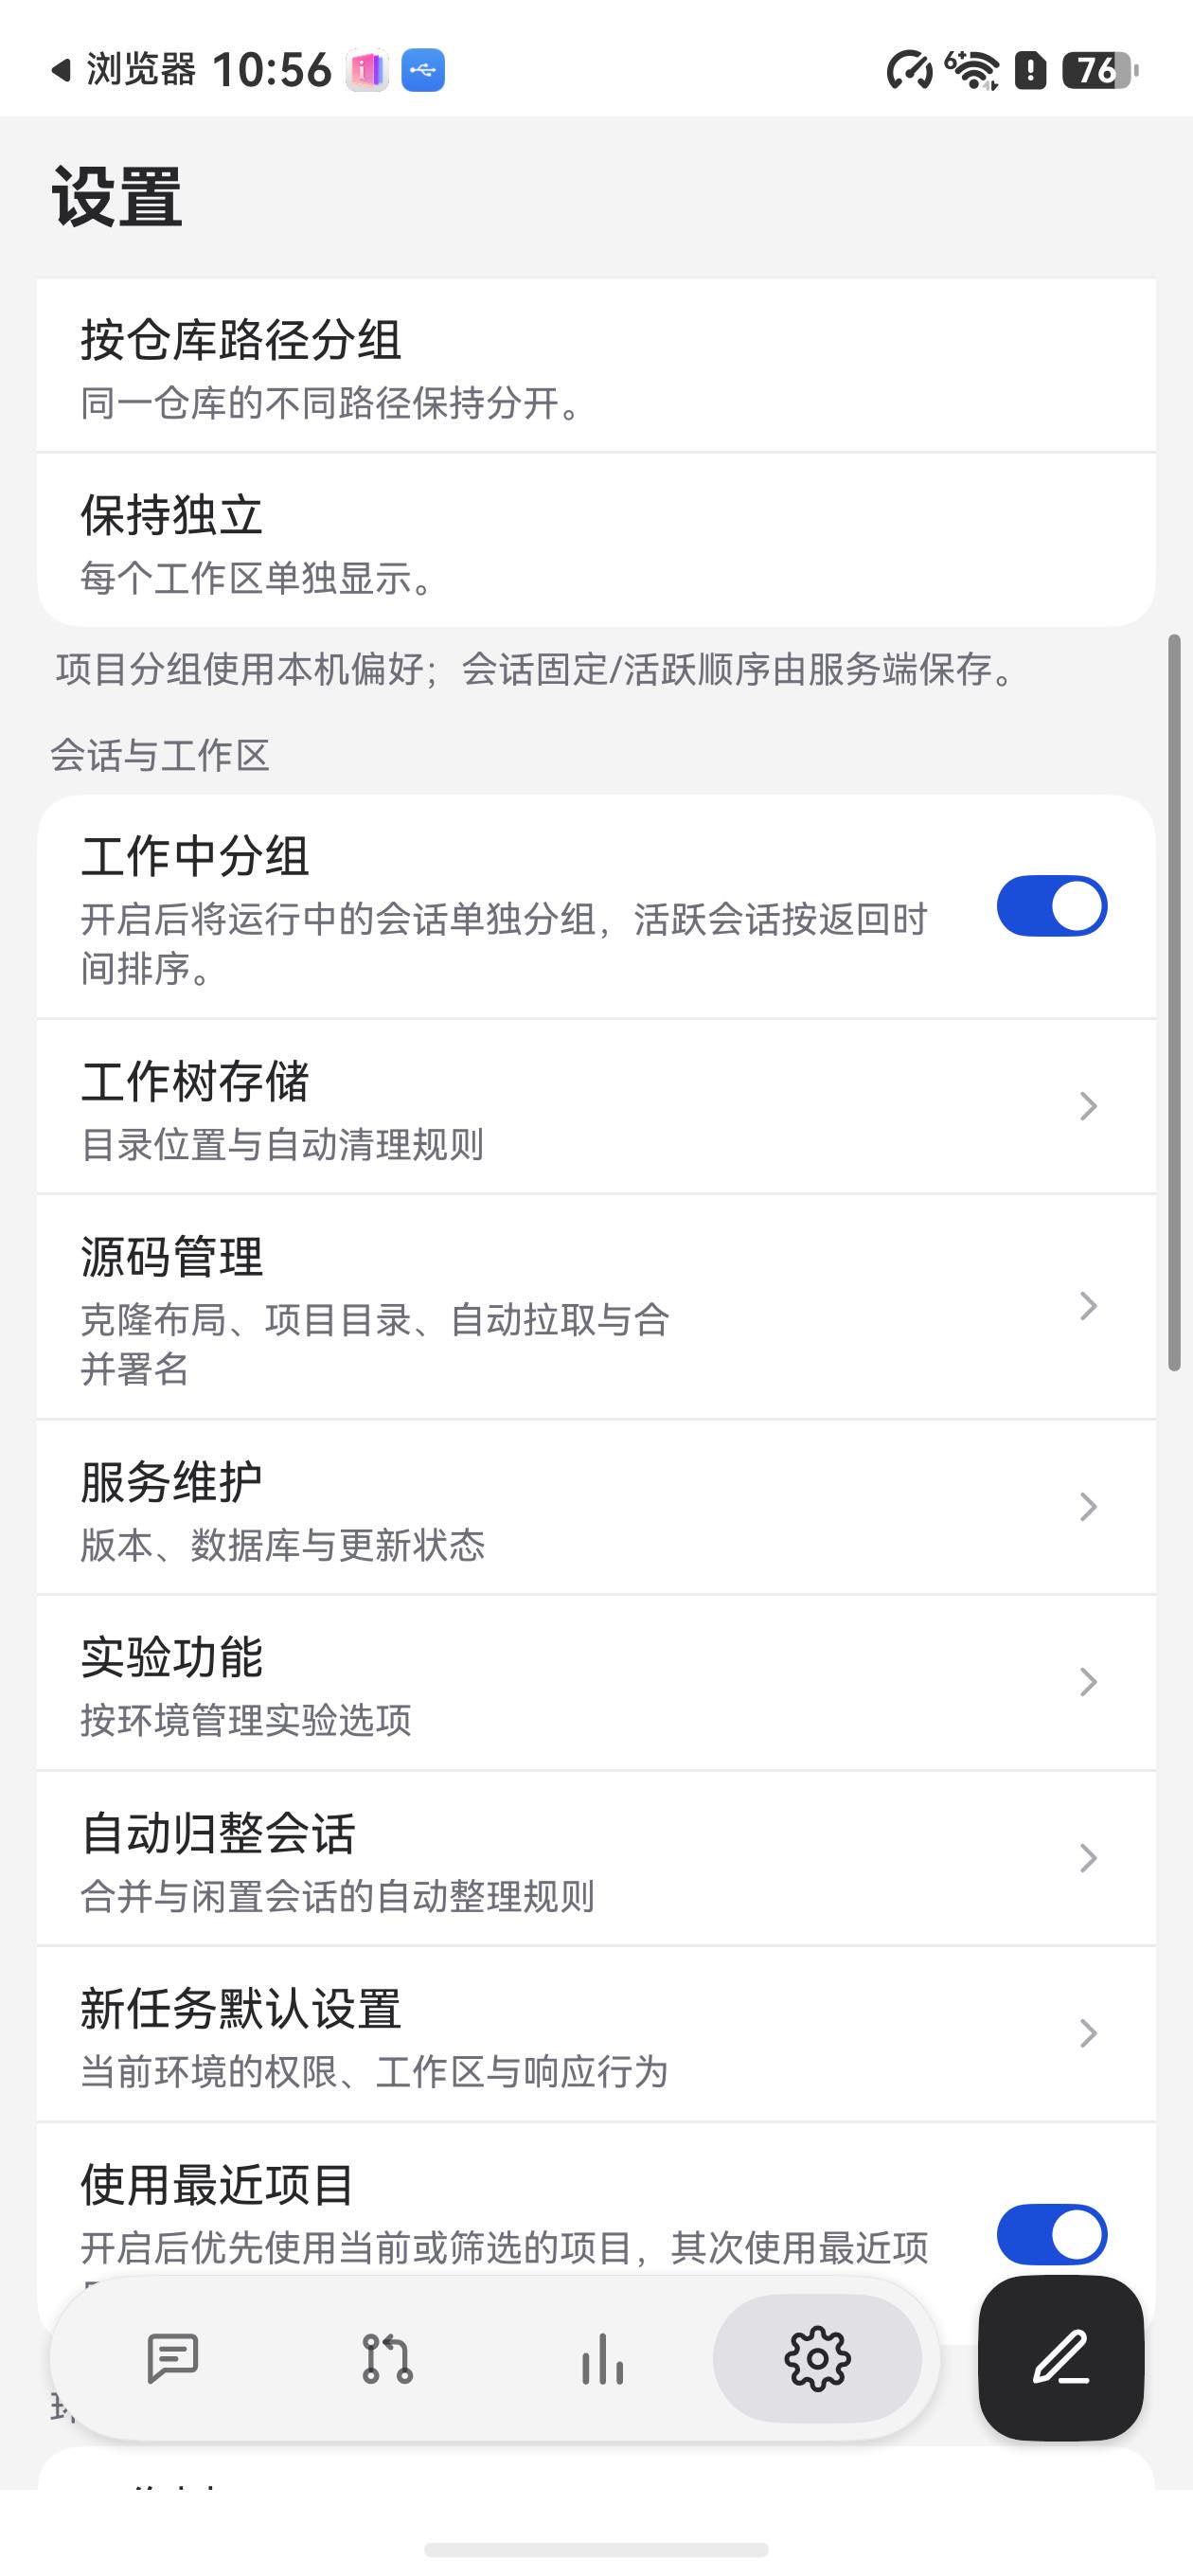 浏览器 10:56
76
设置
按仓库路径分组
同一仓库的不同路径保持分开。
保持独立
每个工作区单独显示。
项目分组使用本机偏好；会话固定/活跃顺序由服务端保存。
会话与工作区
工作中分组
开启后将运行中的会话单独分组，活跃会话按返回时
间排序。
工作树存储
目录位置与自动清理规则
源码管理
克隆布局、项目目录、自动拉取与合
并署名
服务维护
版本、数据库与更新状态
实验功能
按环境管理实验选项
自动归整会话
合并与闲置会话的自动整理规则
新任务默认设置
当前环境的权限、工作区与响应行为
使用最近项目
开启后优先使用当前或筛选的项目，其次使用最近项